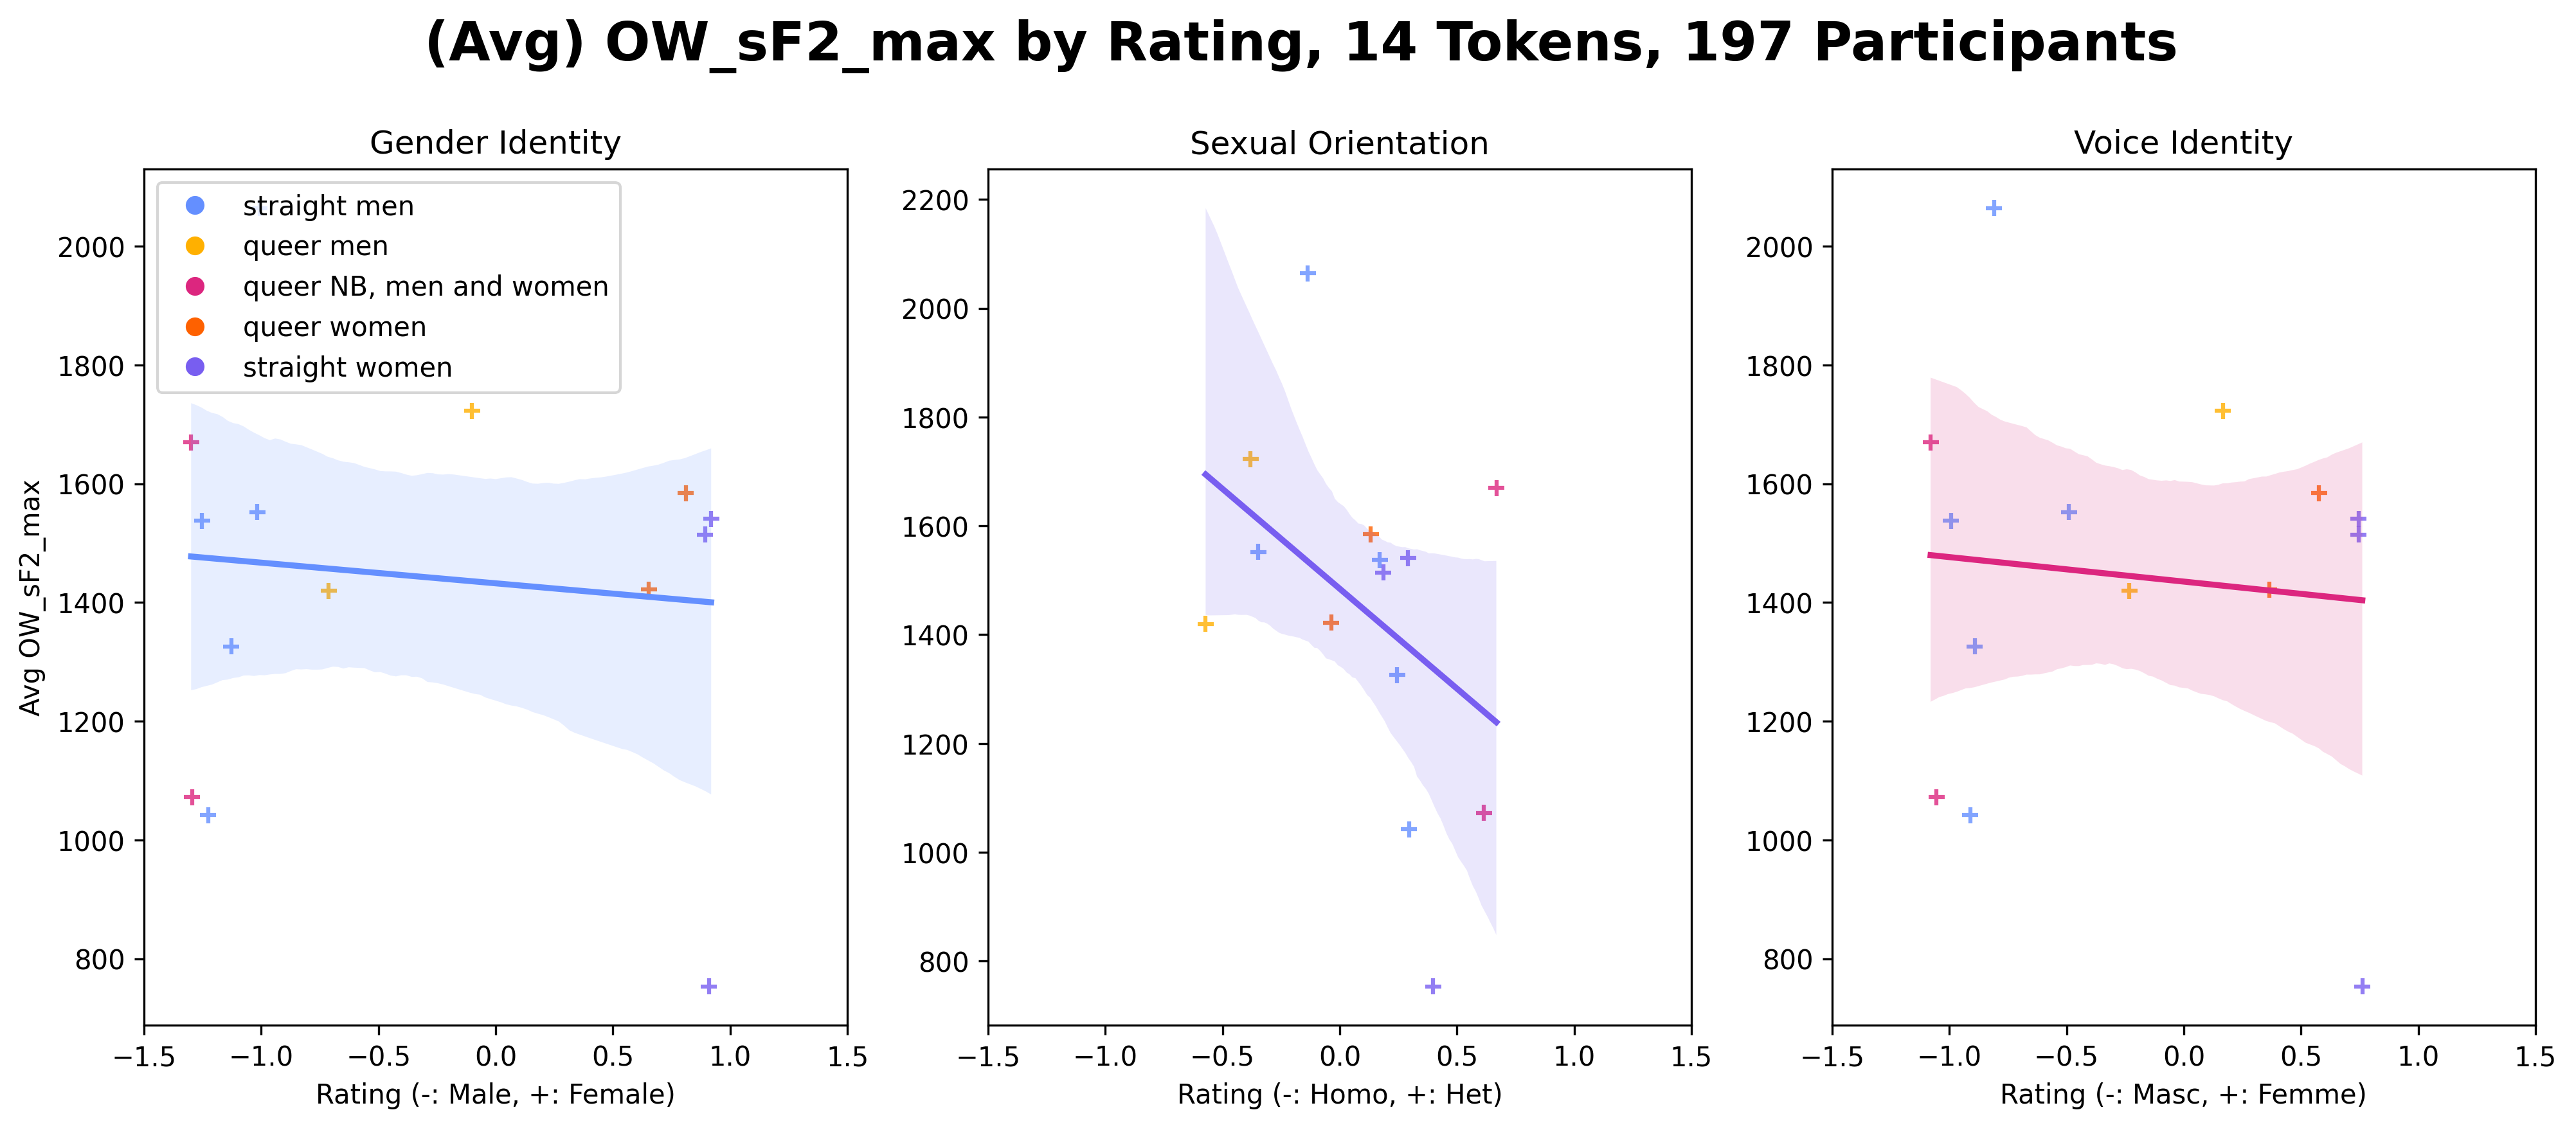 (Avg) OW_sF2_max by Rating, 14 Tokens, 197 Participants
Gender Identity
straight men
queer men
queer NB, men and women
queer women
straight women
2000
1800
1600
1400
1200
1000
800
Avg OW_sF2_max
−1.5 −1.0 −0.5 0.0 0.5 1.0 1.5
Rating (-: Male, +: Female)
Sexual Orientation
2200
2000
1800
1600
1400
1200
1000
800
−1.5 −1.0 −0.5 0.0 0.5 1.0 1.5
Rating (-: Homo, +: Het)
Voice Identity
2000
1800
1600
1400
1200
1000
800
−1.5 −1.0 −0.5 0.0 0.5 1.0 1.5
Rating (-: Masc, +: Femme)